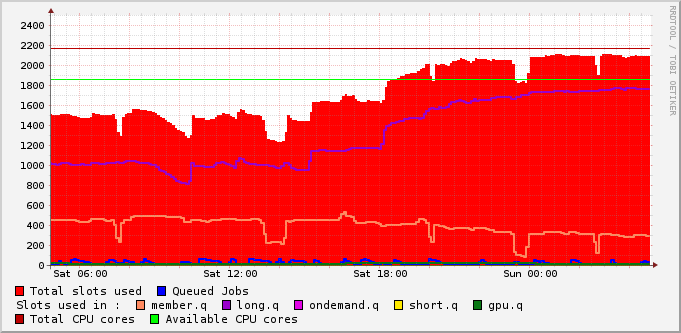 2400
2200
2000
1800
1600
1400
1200
1000
800
600
400
200
0
Sat 06:00 Sat 12:00 Sat 18:00 Sun 00:00
Total slots used Queued Jobs
Slots used in : member.q long.q ondemand.q short.q gpu.q
Total CPU cores Available CPU cores
RRDTOOL / TOBI OETIKER